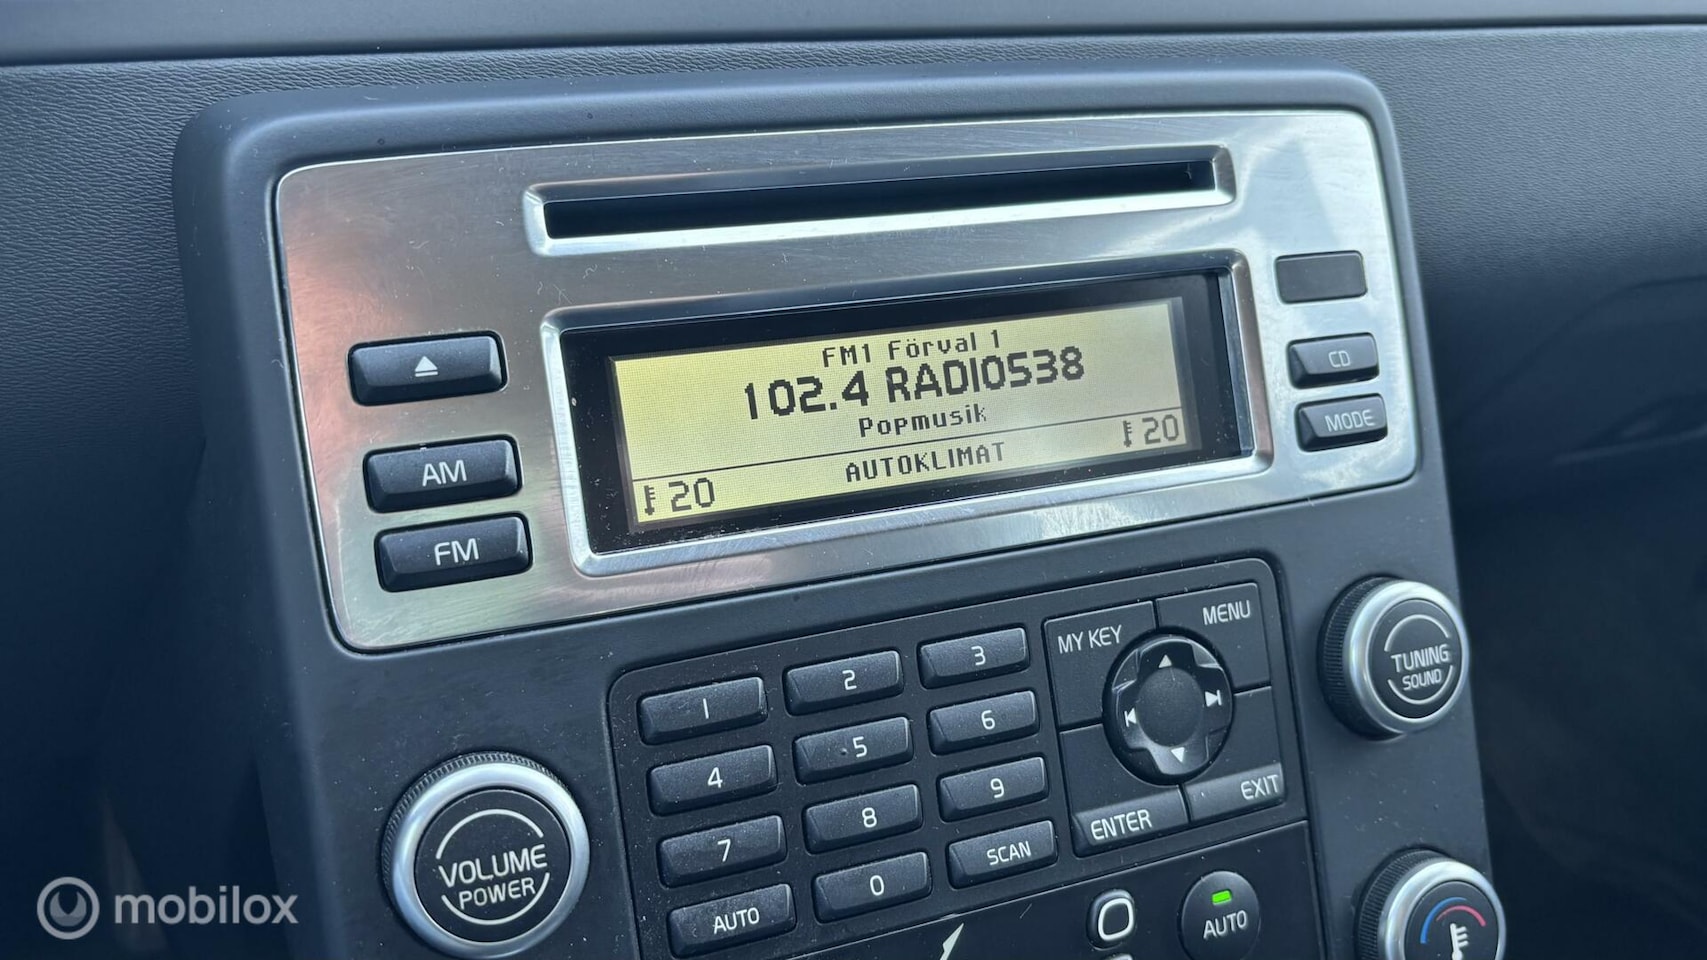 FM1 Förval 1
102.4 RADIO538
Popmusik
20 AUTOKLIMAT 20
CD
MODE
AM
FM
MY KEY MENU
1 2 3
4 5 6
7 8 9
AUTO 0 SCAN
ENTER EXIT
TUNING
SOUND
VOLUME
POWER
AUTO
mobilox